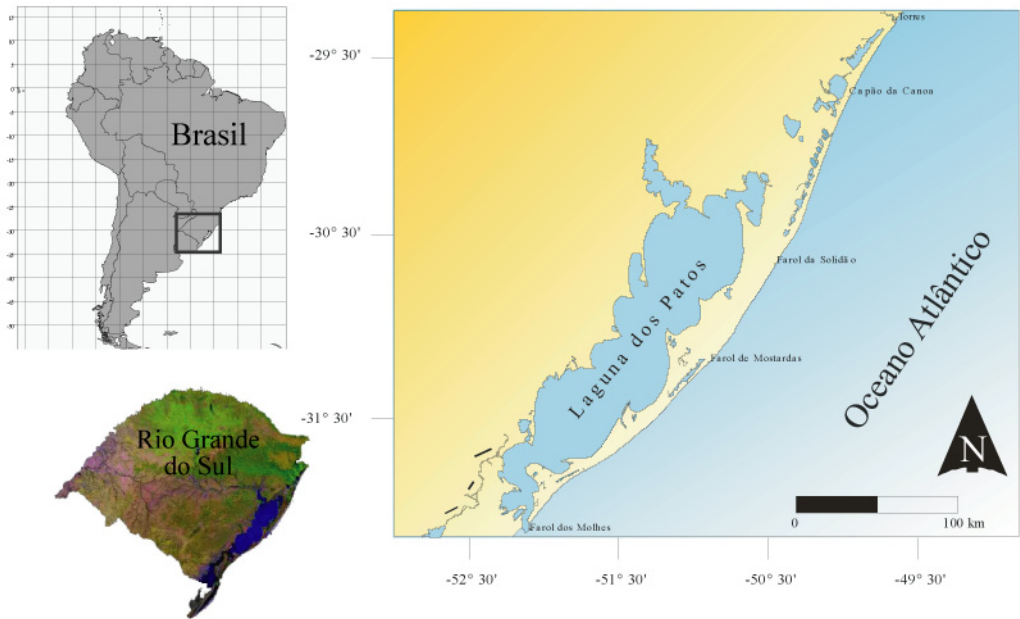 Brasil
Rio Grande
do Sul
-29° 30'
-30° 30'
-31° 30'
Torres
Capão da Canoa
Farol da Solidão
Farol de Mostardas
Farol dos Molhes
Laguna dos Patos
Oceano Atlântico
N
0
100 km
-52° 30'
-51° 30'
-50° 30'
-49° 30'